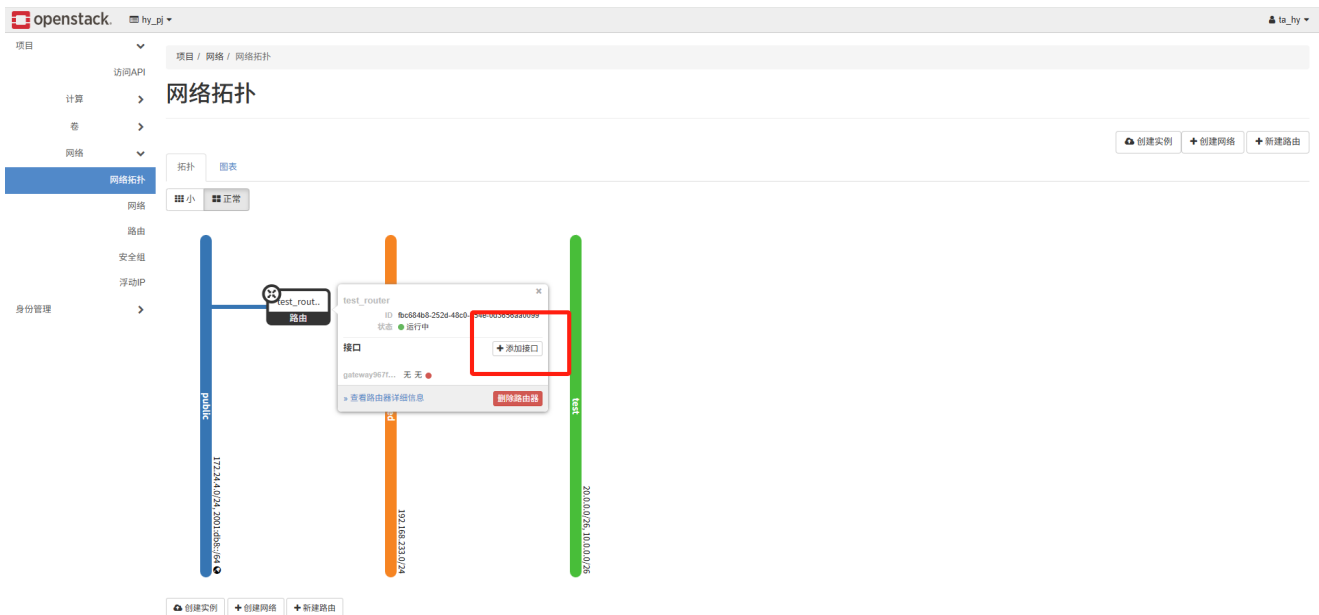 openstack. hy_pj ta_hy
项目
访问API
计算
卷
网络
网络拓扑
网络
路由
安全组
浮动IP
身份管理
项目 / 网络 / 网络拓扑
网络拓扑
创建实例 +创建网络 +新建路由
拓扑 图表
小 正常
test_rout..
路由
test_router ×
ID fbc684b8-252d-48c0-
状态 运行中
接口 +添加接口
gateway967f... 无 无
» 查看路由器详细信息 删除路由器
public
172.24.4.0/24, 2001:db8::/64
192.168.233.0/24
test
20.0.0.0/26, 10.0.0.0/26
创建实例 +创建网络 +新建路由